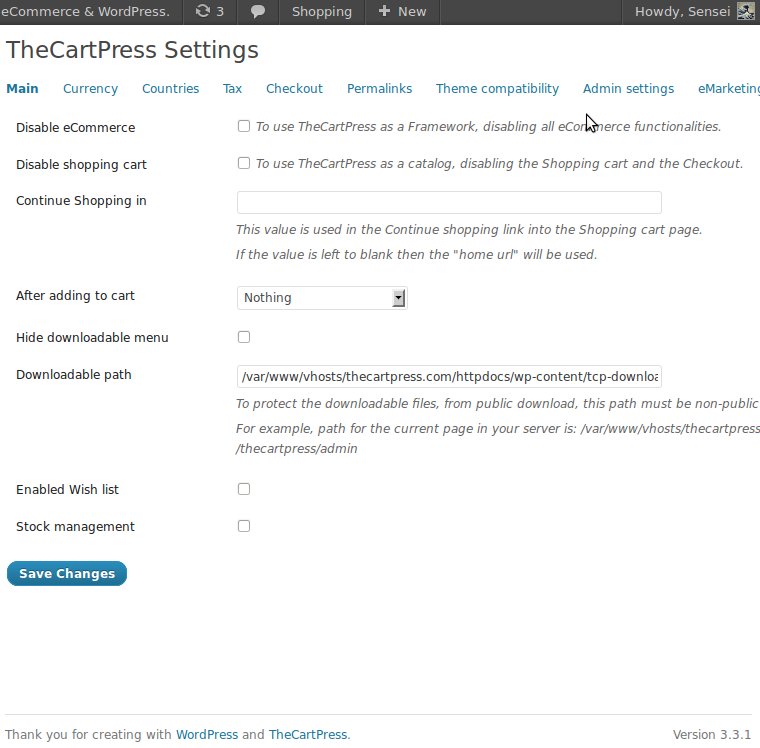 eCommerce & WordPress. 3 Shopping + New Howdy, Sensei
TheCartPress Settings
Main Currency Countries Tax Checkout Permalinks Theme compatibility Admin settings eMarketing
Disable eCommerce To use TheCartPress as a Framework, disabling all eCommerce functionalities.
Disable shopping cart To use TheCartPress as a catalog, disabling the Shopping cart and the Checkout.
Continue Shopping in
This value is used in the Continue shopping link into the Shopping cart page.
If the value is left to blank then the "home url" will be used.
After adding to cart Nothing
Hide downloadable menu
Downloadable path /var/www/vhosts/thecartpress.com/httpdocs/wp-content/tcp-downloa
To protect the downloadable files, from public download, this path must be non-public
For example, path for the current page in your server is: /var/www/vhosts/thecartpress
/thecartpress/admin
Enabled Wish list
Stock management
Save Changes
Thank you for creating with WordPress and TheCartPress. Version 3.3.1